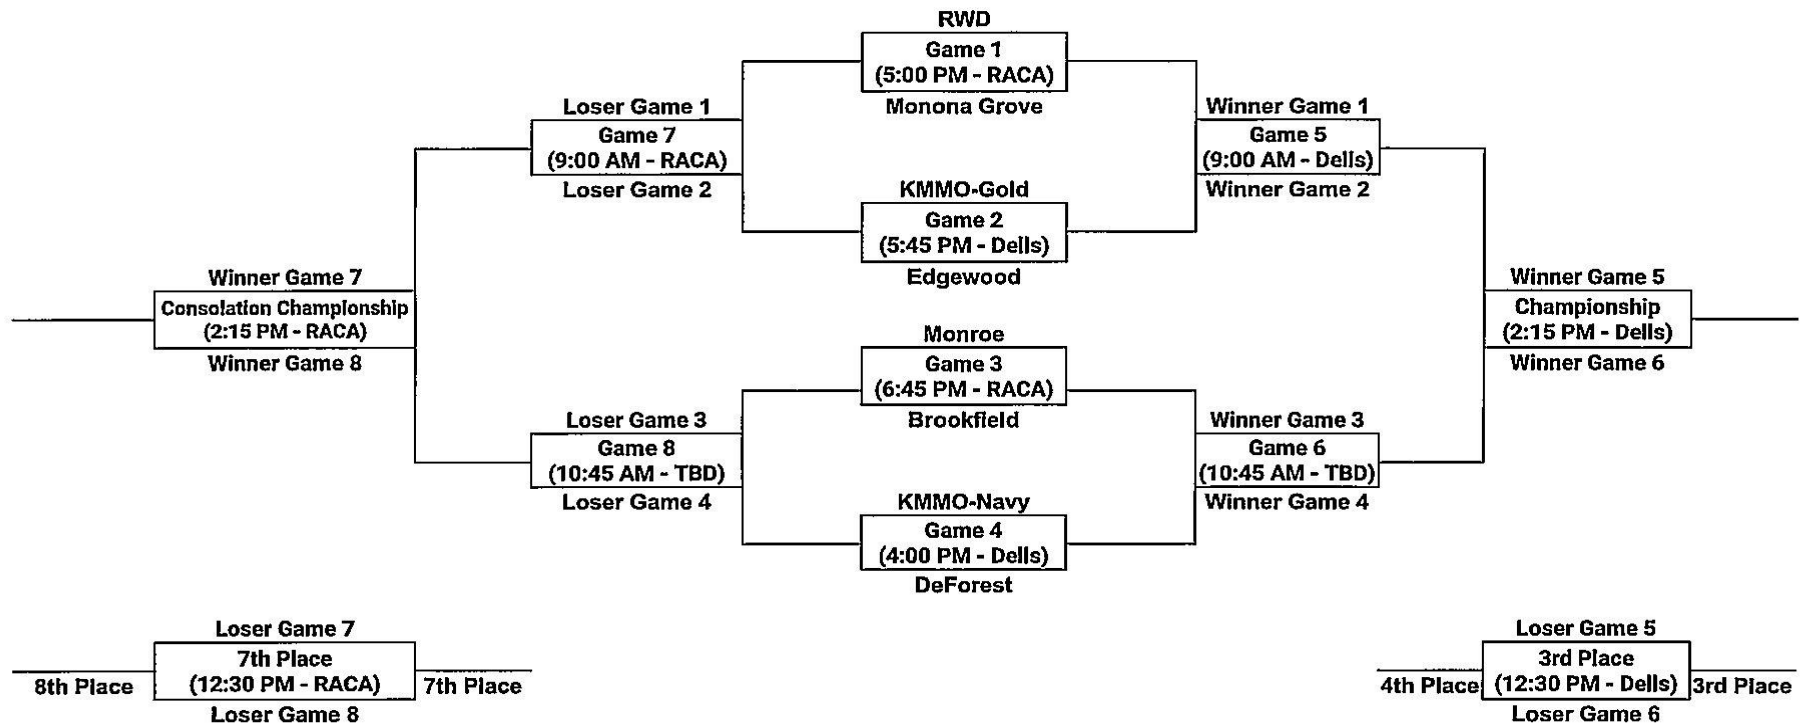 RWD
Game 1
(5:00 PM - RACA)
Monona Grove
Loser Game 1
Game 7
(9:00 AM - RACA)
Loser Game 2
Winner Game 1
Game 5
(9:00 AM - Dells)
Winner Game 2
KMMO-Gold
Game 2
(5:45 PM - Dells)
Edgewood
Winner Game 7
Consolation Championship
(2:15 PM - RACA)
Winner Game 8
Winner Game 5
Championship
(2:15 PM - Dells)
Winner Game 6
Monroe
Game 3
(6:45 PM - RACA)
Brookfield
Loser Game 3
Game 8
(10:45 AM - TBD)
Loser Game 4
Winner Game 3
Game 6
(10:45 AM - TBD)
Winner Game 4
KMMO-Navy
Game 4
(4:00 PM - Dells)
DeForest
Loser Game 7
7th Place
(12:30 PM - RACA)
Loser Game 8
8th Place
7th Place
Loser Game 5
3rd Place
(12:30 PM - Dells)
Loser Game 6
4th Place
3rd Place